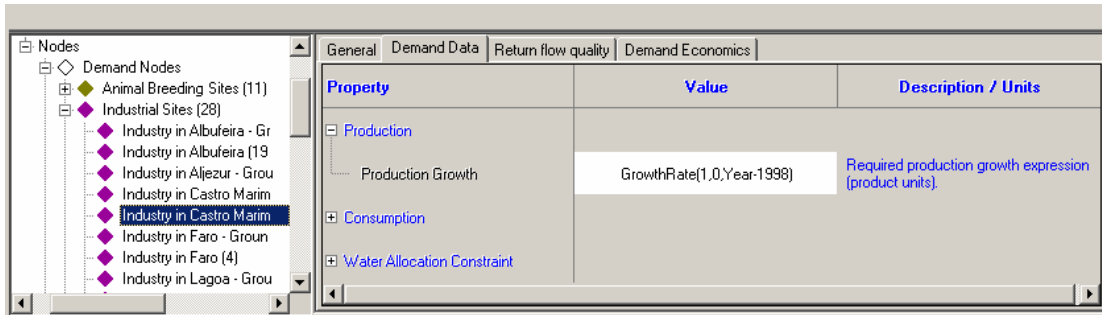 Nodes
Demand Nodes
Animal Breeding Sites (11)
Industrial Sites (28)
Industry in Albufeira - Gr
Industry in Albufeira (19
Industry in Aljezur - Grou
Industry in Castro Marim
Industry in Castro Marim
Industry in Faro - Groun
Industry in Faro (4)
Industry in Lagoa - Grou
General Demand Data Return flow quality Demand Economics
Property Value Description / Units
Production
Production Growth GrowthRate(1,0,Year-1998) Required production growth expression
(product units).
Consumption
Water Allocation Constraint